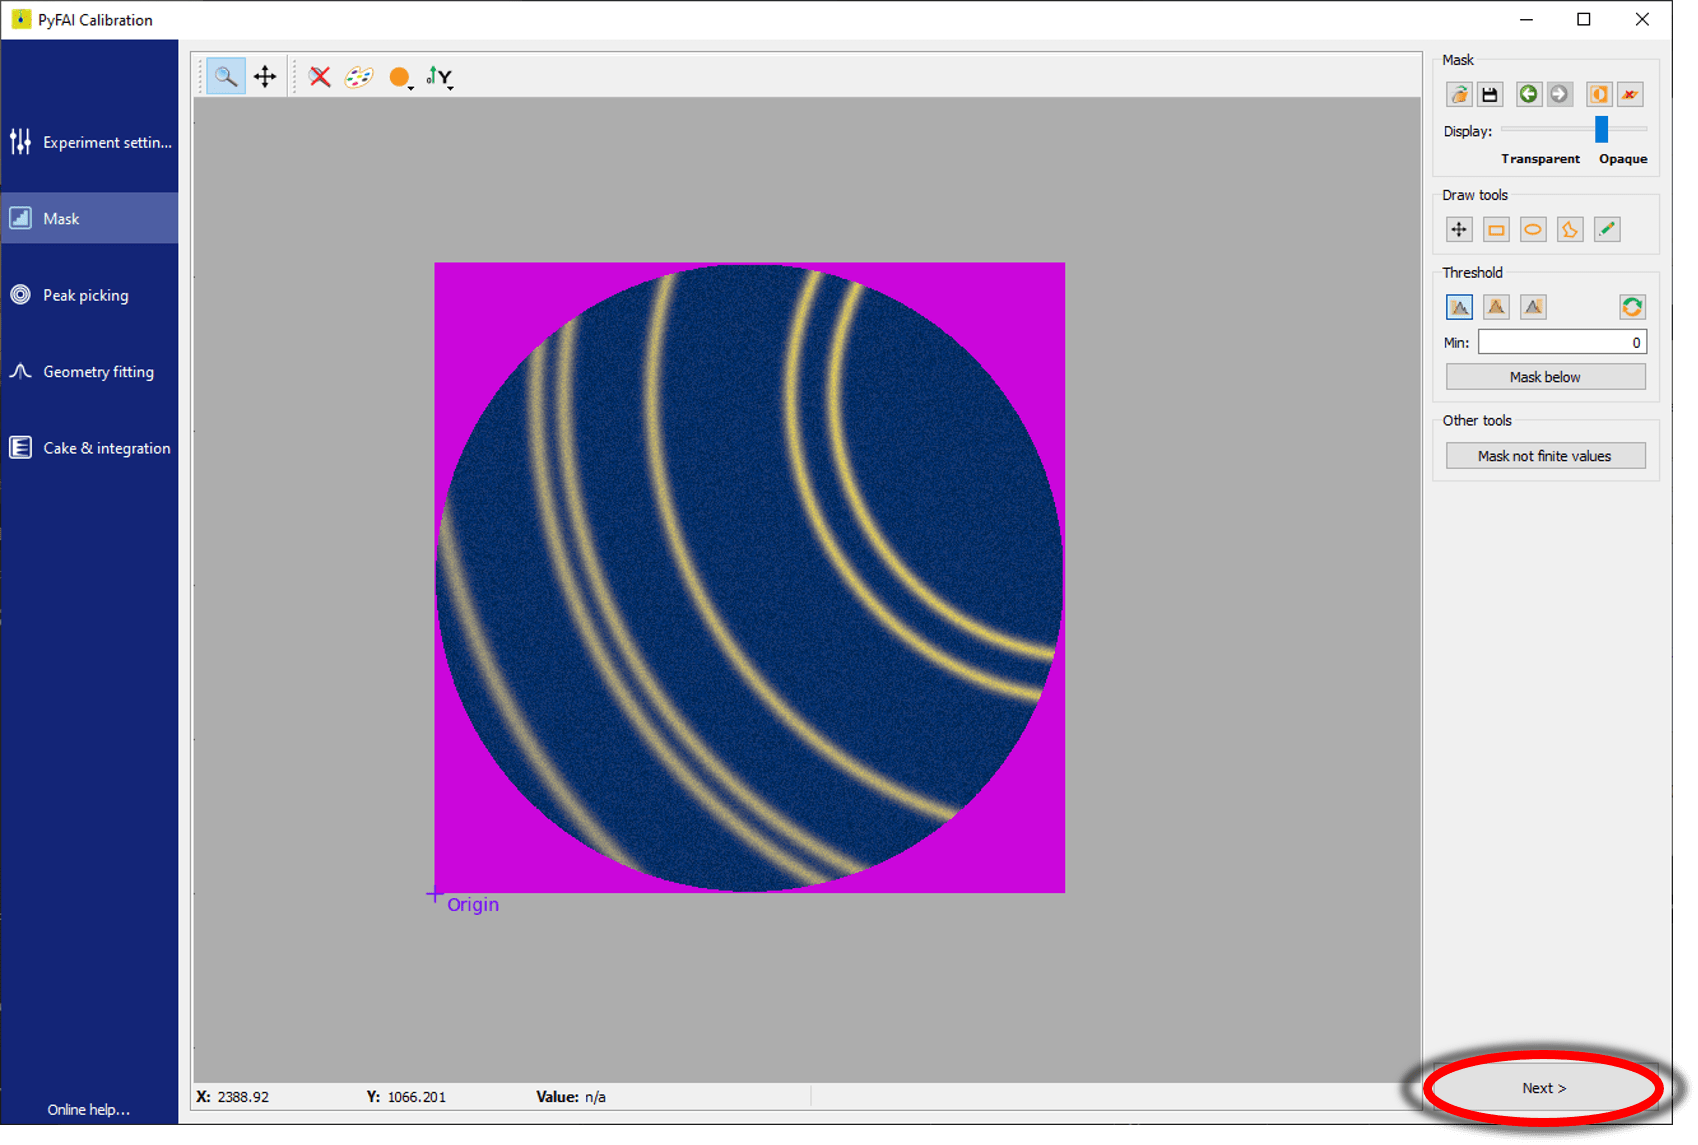 PyFAI Calibration
Experiment settin...
Mask
Peak picking
Geometry fitting
Cake & integration
Online help...
Y
Origin
X: 2388.92 Y: 1066.201 Value: n/a
Mask
Display:
Transparent Opaque
Draw tools
Threshold
Min: 0
Mask below
Other tools
Mask not finite values
Next >